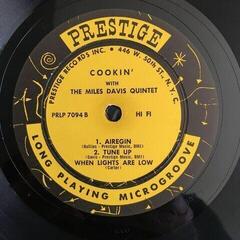 PRESTIGE
PRESTIGE RECORDS INC. • 446 W. 50th ST., N.Y.C.
COOKIN'
WITH
THE MILES DAVIS QUINTET
PRLP 7094 B HI FI
1. AIREGIN
(Rollins - Prestige Music, BMI)
2. TUNE UP
(Davis - Prestige Music, BMI)
WHEN LIGHTS ARE LOW
(Carter)
LONG PLAYING MICROGROOVE